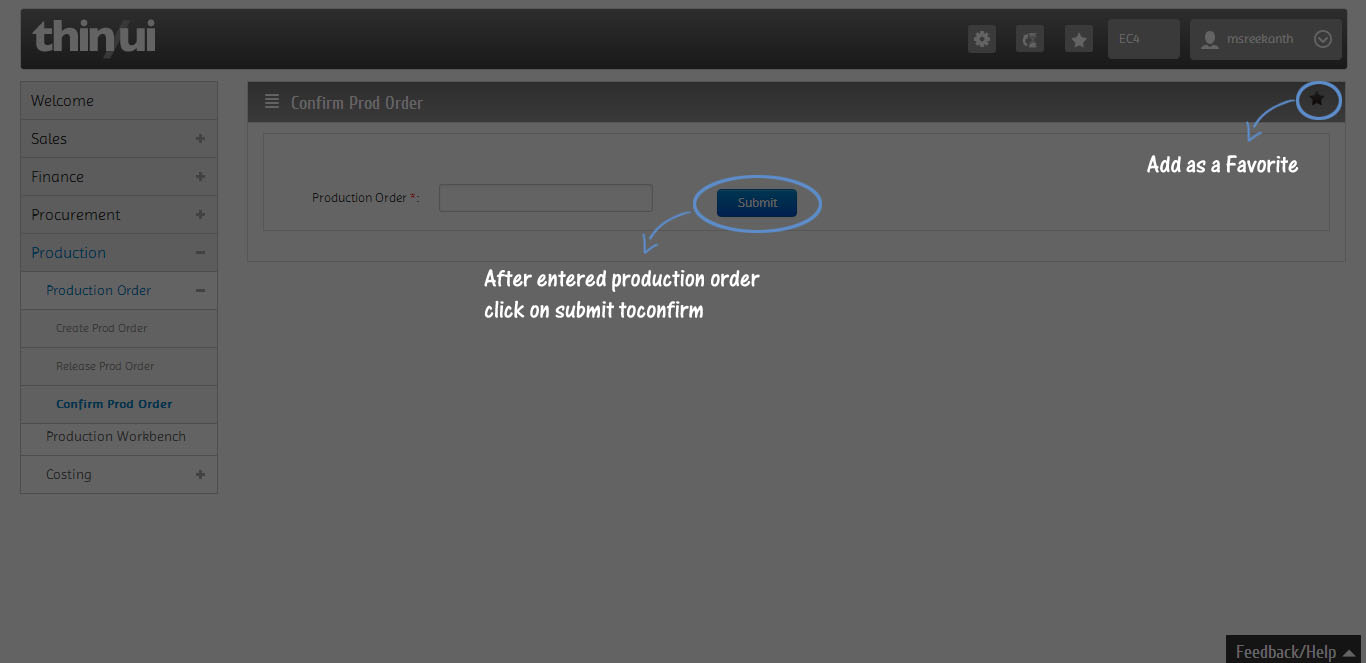 thin/ui
EC4
msreekanth
Welcome
Sales
Finance
Procurement
Production
Production Order
Create Prod Order
Release Prod Order
Confirm Prod Order
Production Workbench
Costing
Confirm Prod Order
Add as a Favorite
Production Order *:
Submit
After entered production order
click on submit toconfirm
Feedback/Help